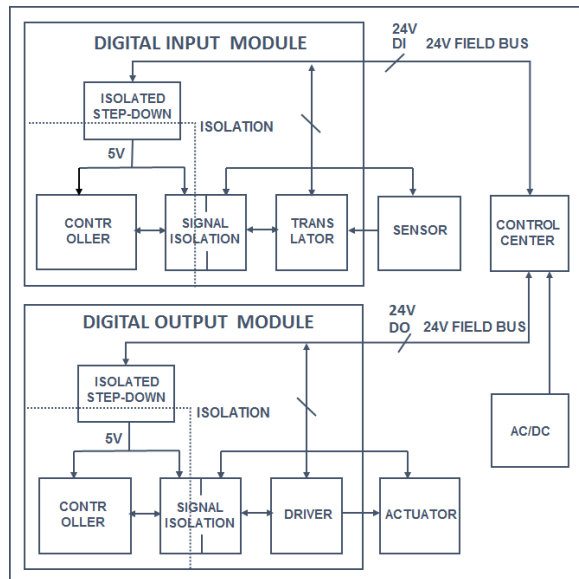 DIGITAL INPUT MODULE
24V
DI
24V FIELD BUS
ISOLATED
STEP-DOWN
ISOLATION
5V
CONTR
OLLER
SIGNAL
ISOLATION
TRANS
LATOR
SENSOR
CONTROL
CENTER
DIGITAL OUTPUT MODULE
24V
DO
24V FIELD BUS
ISOLATED
STEP-DOWN
ISOLATION
5V
AC/DC
CONTR
OLLER
SIGNAL
ISOLATION
DRIVER
ACTUATOR